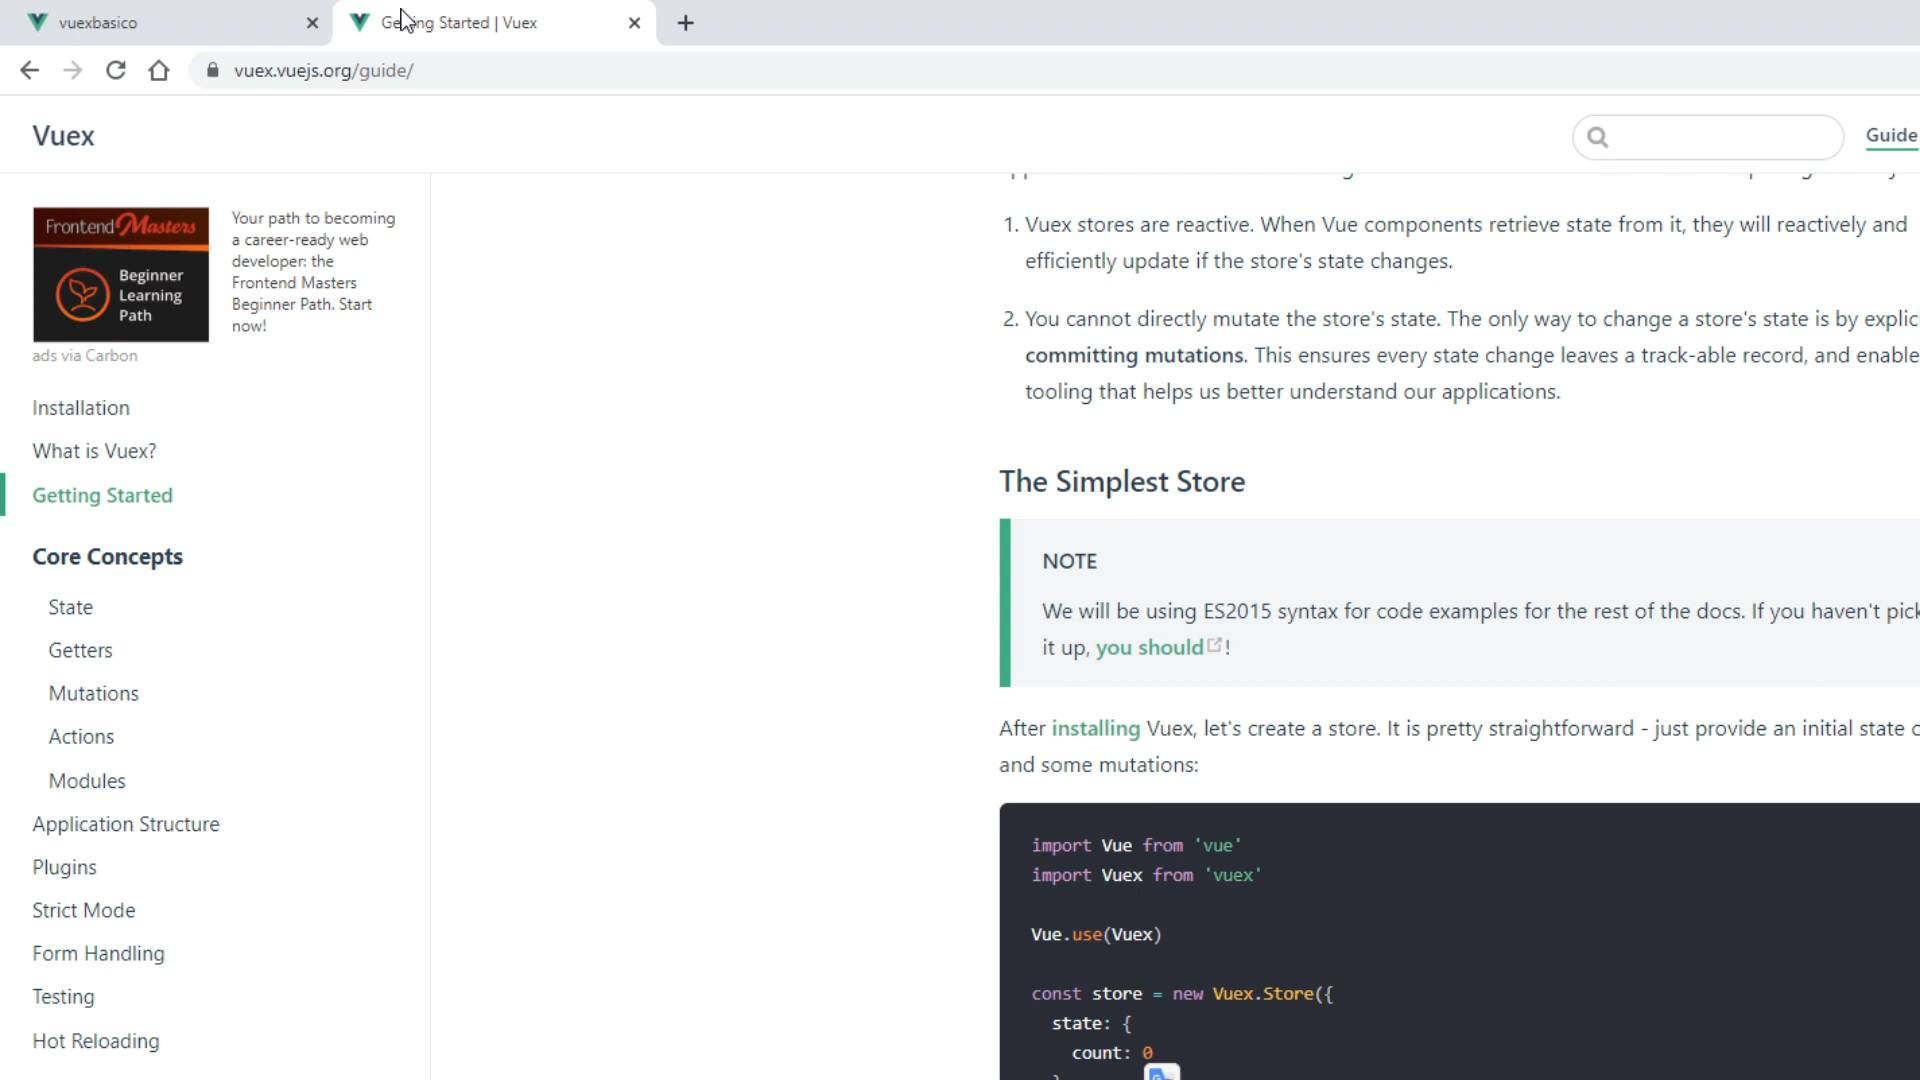 vuexbasico
Getting Started | Vuex
vuex.vuejs.org/guide/
Vuex
Guide
Frontend Masters
Beginner
Learning
Path
Your path to becoming
a career-ready web
developer: the
Frontend Masters
Beginner Path. Start
now!
ads via Carbon
Installation
What is Vuex?
Getting Started
Core Concepts
State
Getters
Mutations
Actions
Modules
Application Structure
Plugins
Strict Mode
Form Handling
Testing
Hot Reloading
1. Vuex stores are reactive. When Vue components retrieve state from it, they will reactively and
efficiently update if the store's state changes.
2. You cannot directly mutate the store's state. The only way to change a store's state is by explic
committing mutations. This ensures every state change leaves a track-able record, and enable
tooling that helps us better understand our applications.
The Simplest Store
NOTE
We will be using ES2015 syntax for code examples for the rest of the docs. If you haven't pick
it up, you should!
After installing Vuex, let's create a store. It is pretty straightforward - just provide an initial state o
and some mutations:
import Vue from 'vue'
import Vuex from 'vuex'
Vue.use(Vuex)
const store = new Vuex.Store({
state: {
count: 0
}